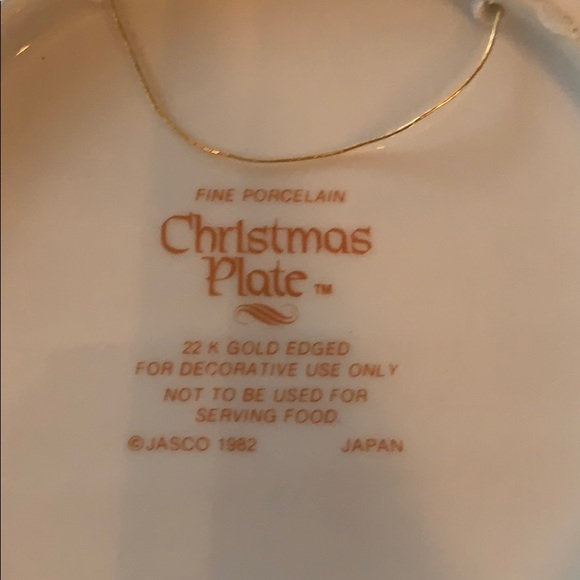 FINE PORCELAIN
Christmas
Plate™
22 K GOLD EDGED
FOR DECORATIVE USE ONLY
NOT TO BE USED FOR
SERVING FOOD.
©JASCO 1982 JAPAN